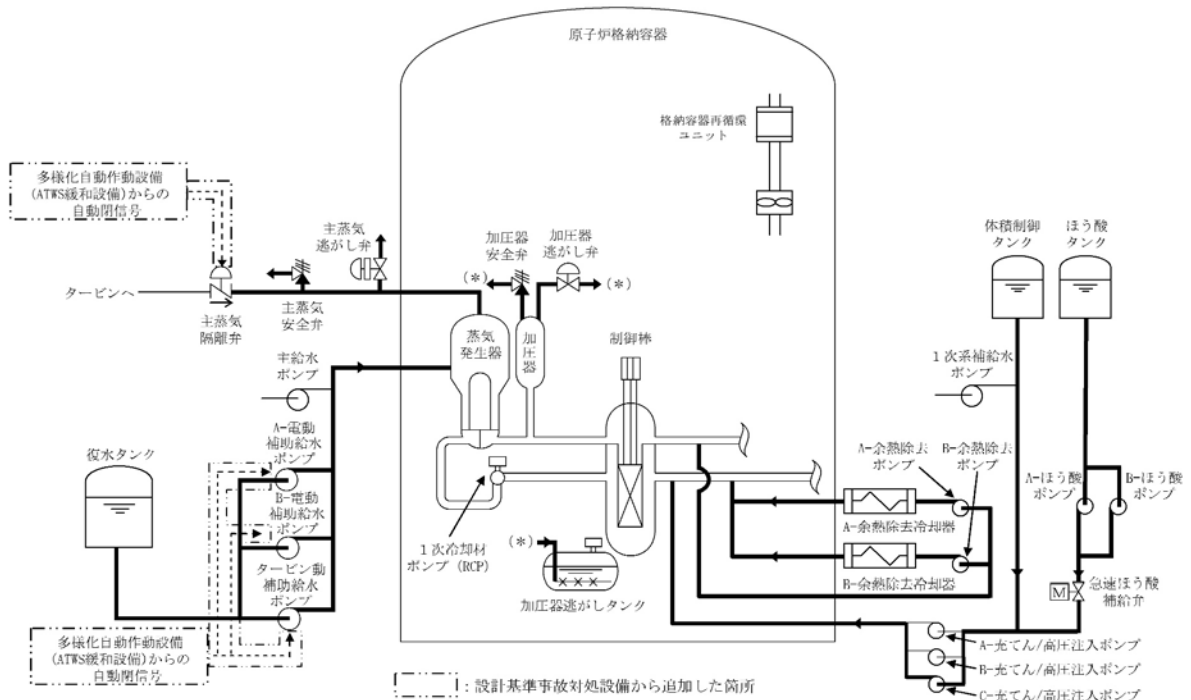 原子炉格納容器
格納容器再循環
ユニット
多様化自動作動設備
(ATWS緩和設備)からの
自動閉信号
主蒸気
逃がし弁
加圧器
安全弁
加圧器
逃がし弁
体積制御
タンク
ほう酸
タンク
(*)
(*)
タービンへ
主蒸気
隔離弁
主蒸気
安全弁
蒸気
発生器
加圧器
制御棒
主給水
ポンプ
1次系補給水
ポンプ
A-電動
補助給水
ポンプ
復水タンク
B-電動
補助給水
ポンプ
タービン動
補助給水
ポンプ
A-余熱除去
ポンプ
B-余熱除去
ポンプ
A-ほう酸
ポンプ
B-ほう酸
ポンプ
A-余熱除去冷却器
1次冷却材
ポンプ(RCP)
(*)
B-余熱除去冷却器
加圧器逃がしタンク
M
急速ほう酸
補給弁
多様化自動作動設備
(ATWS緩和設備)からの
自動閉信号
A-充てん/高圧注入ポンプ
B-充てん/高圧注入ポンプ
C-充てん/高圧注入ポンプ
:設計基準事故対処設備から追加した箇所